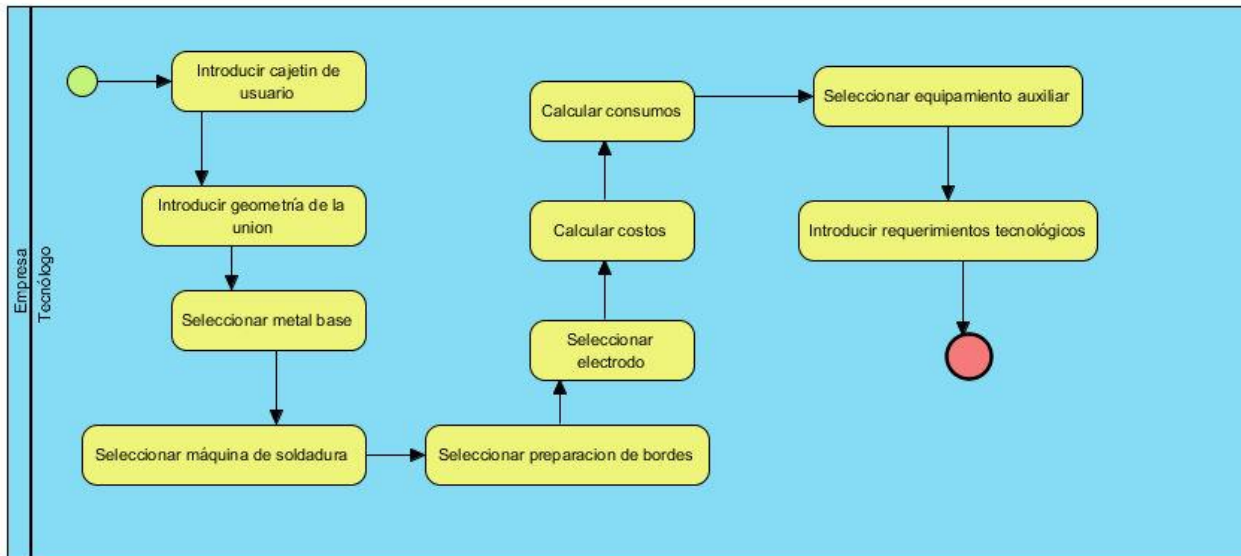 Empresa
Tecnólogo
Introducir cajetin de
usuario
Introducir geometría de la
union
Seleccionar metal base
Seleccionar máquina de soldadura
Seleccionar preparacion de bordes
Seleccionar
electrodo
Calcular costos
Calcular consumos
Seleccionar equipamiento auxiliar
Introducir requerimientos tecnológicos